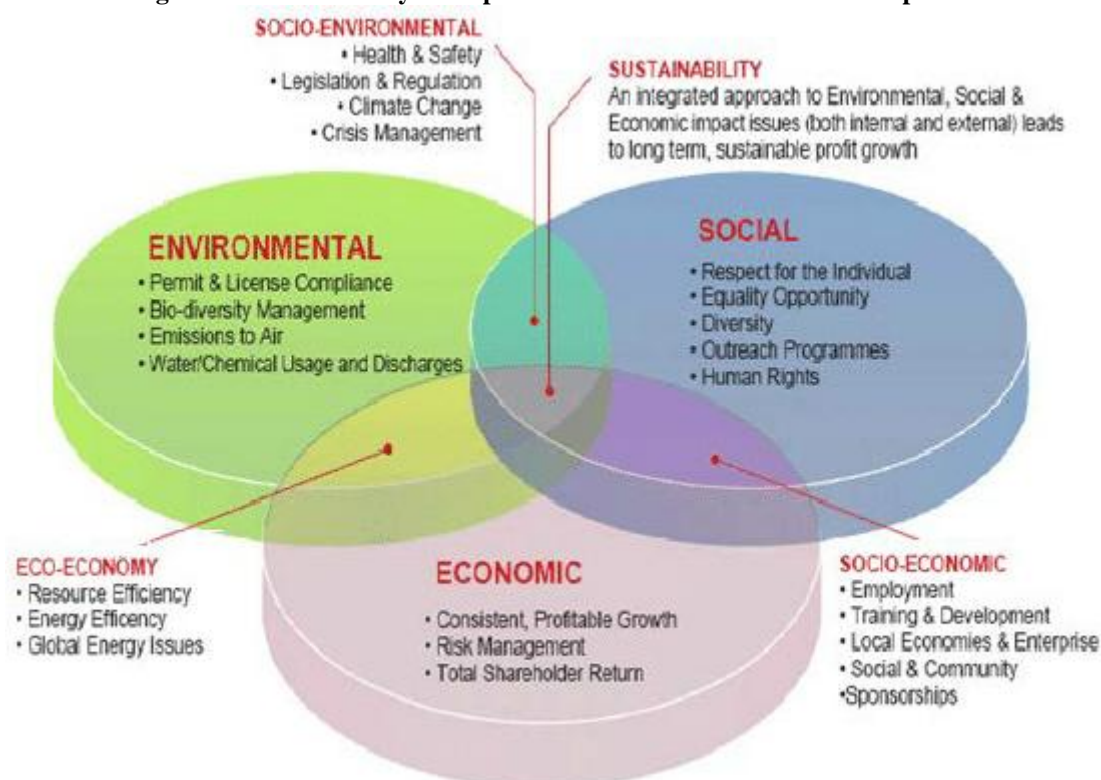 SOCIO-ENVIRONMENTAL
• Health & Safety
• Legislation & Regulation
• Climate Change
• Crisis Management
SUSTAINABILITY
An integrated approach to Environmental, Social &
Economic impact issues (both internal and external) leads
to long term, sustainable profit growth
ENVIRONMENTAL
• Permit & License Compliance
• Bio-diversity Management
• Emissions to Air
• Water/Chemical Usage and Discharges
SOCIAL
• Respect for the Individual
• Equality Opportunity
• Diversity
• Outreach Programmes
• Human Rights
ECO-ECONOMY
• Resource Efficiency
• Energy Efficency
• Global Energy Issues
ECONOMIC
• Consistent, Profitable Growth
• Risk Management
• Total Shareholder Return
SOCIO-ECONOMIC
• Employment
• Training & Development
• Local Economies & Enterprise
• Social & Community
•Sponsorships